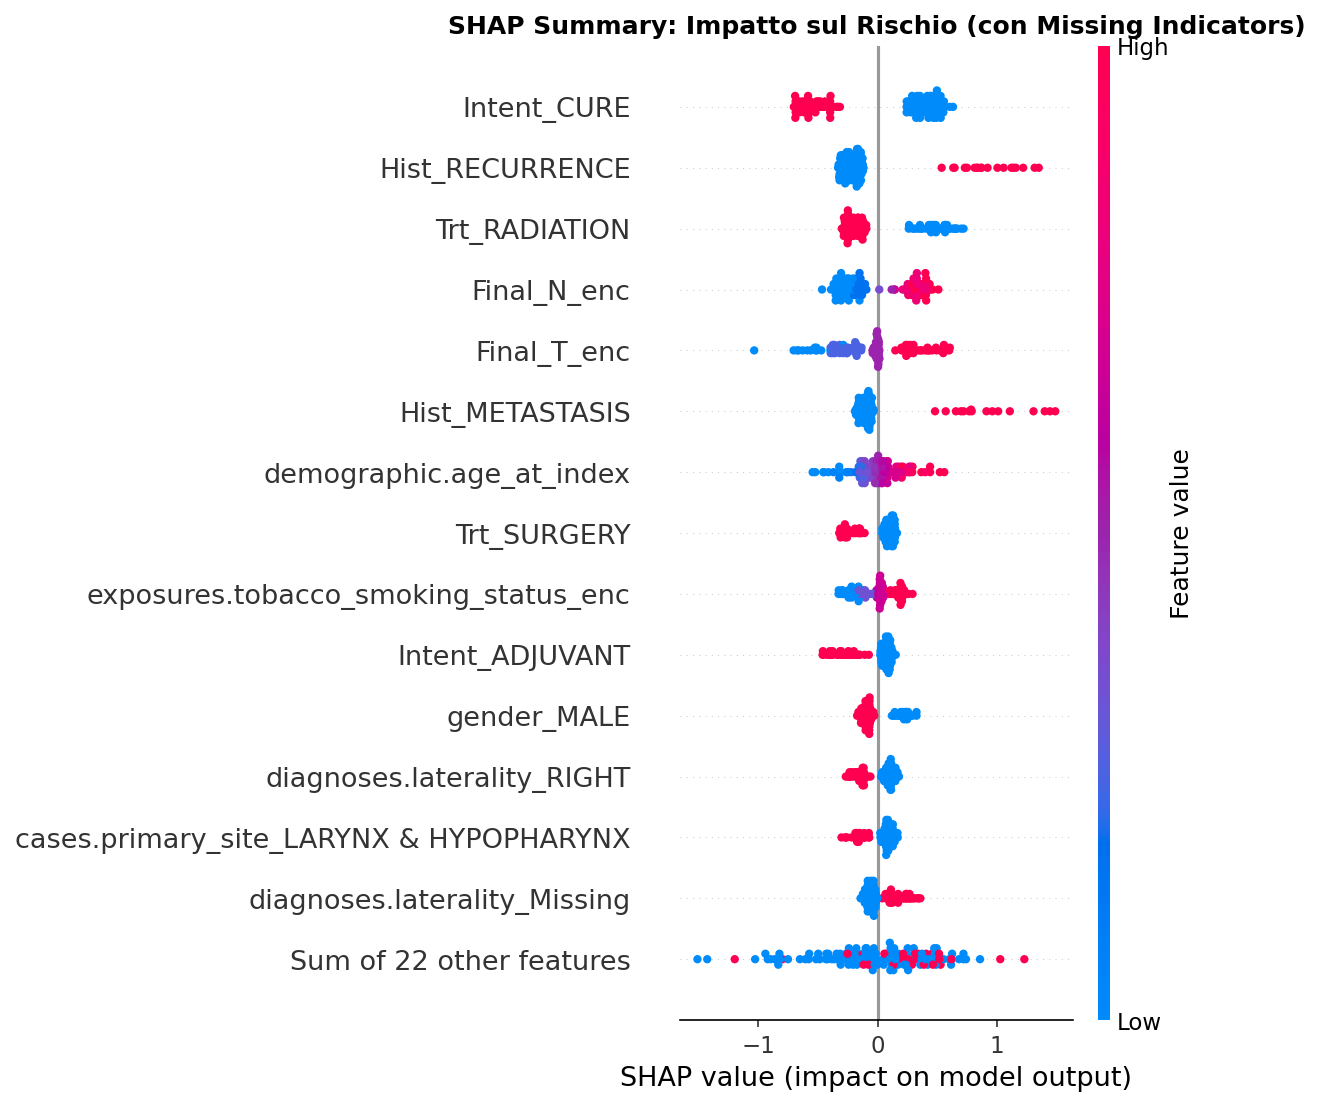 SHAP Summary: Impatto sul Rischio (con Missing Indicators)
High
Intent_CURE
Hist_RECURRENCE
Trt_RADIATION
Final_N_enc
Final_T_enc
Hist_METASTASIS
demographic.age_at_index
Trt_SURGERY
exposures.tobacco_smoking_status_enc
Intent_ADJUVANT
gender_MALE
diagnoses.laterality_RIGHT
cases.primary_site_LARYNX & HYPOPHARYNX
diagnoses.laterality_Missing
Sum of 22 other features
Feature value
Low
−1 0 1
SHAP value (impact on model output)